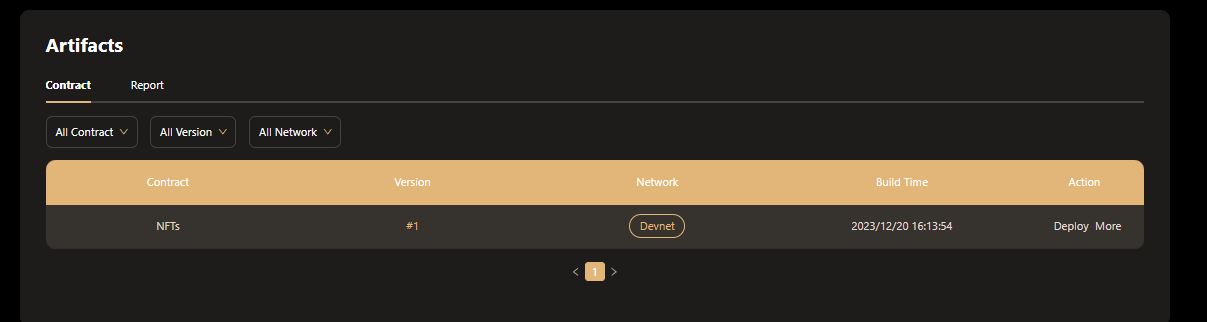 Artifacts
Contract Report
All Contract All Version All Network
Contract Version Network Build Time Action
NFTs #1 Devnet 2023/12/20 16:13:54 Deploy More
< 1 >